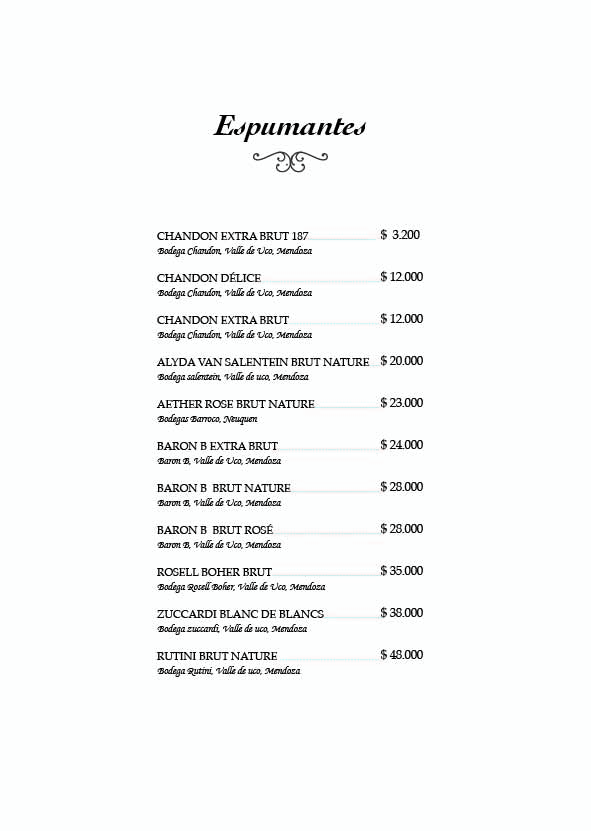 Espumantes
CHANDON EXTRA BRUT 187 $ 3.200
Bodega Chandon, Valle de Uco, Mendoza
CHANDON DÉLICE $ 12.000
Bodega Chandon, Valle de Uco, Mendoza
CHANDON EXTRA BRUT $ 12.000
Bodega Chandon, Valle de Uco, Mendoza
ALYDA VAN SALENTEIN BRUT NATURE $ 20.000
Bodega salentein, Valle de uco, Mendoza
AETHER ROSE BRUT NATURE $ 23.000
Bodegas Barroco, Neuquen
BARON B EXTRA BRUT $ 24.000
Baron B, Valle de Uco, Mendoza
BARON B BRUT NATURE $ 28.000
Baron B, Valle de Uco, Mendoza
BARON B BRUT ROSÉ $ 28.000
Baron B, Valle de Uco, Mendoza
ROSELL BOHER BRUT $ 35.000
Bodega Rosell Boher, Valle de Uco, Mendoza
ZUCCARDI BLANC DE BLANCS $ 38.000
Bodega zuccardi, Valle de uco, Mendoza
RUTINI BRUT NATURE $ 48.000
Bodega Rutini, Valle de uco, Mendoza